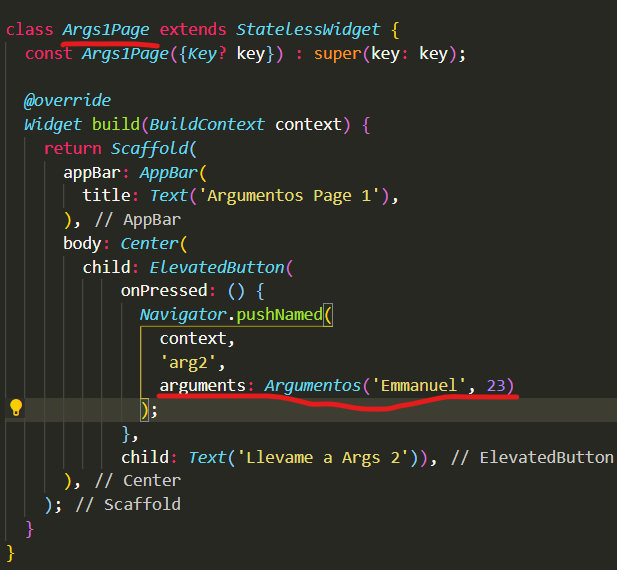 class Args1Page extends StatelessWidget {
  const Args1Page({Key? key}) : super(key: key);

  @override
  Widget build(BuildContext context) {
    return Scaffold(
      appBar: AppBar(
        title: Text('Argumentos Page 1'),
      ), // AppBar
      body: Center(
        child: ElevatedButton(
            onPressed: () {
              Navigator.pushNamed(
                context,
                'arg2',
                arguments: Argumentos('Emmanuel', 23)
              );
            },
            child: Text('Llevame a Args 2')), // ElevatedButton
      ), // Center
    ); // Scaffold
  }
}